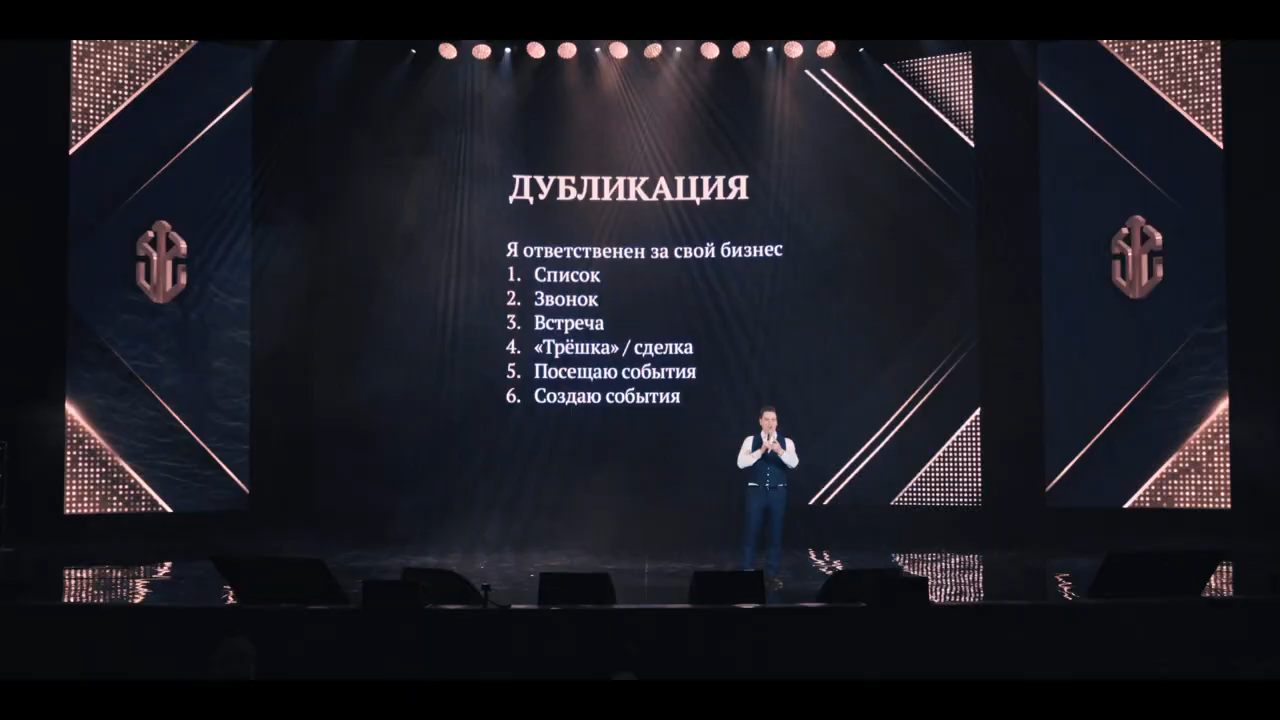 ДУБЛИКАЦИЯ
Я ответственен за свой бизнес
1. Список
2. Звонок
3. Встреча
4. «Трёшка» / сделка
5. Посещаю события
6. Создаю события